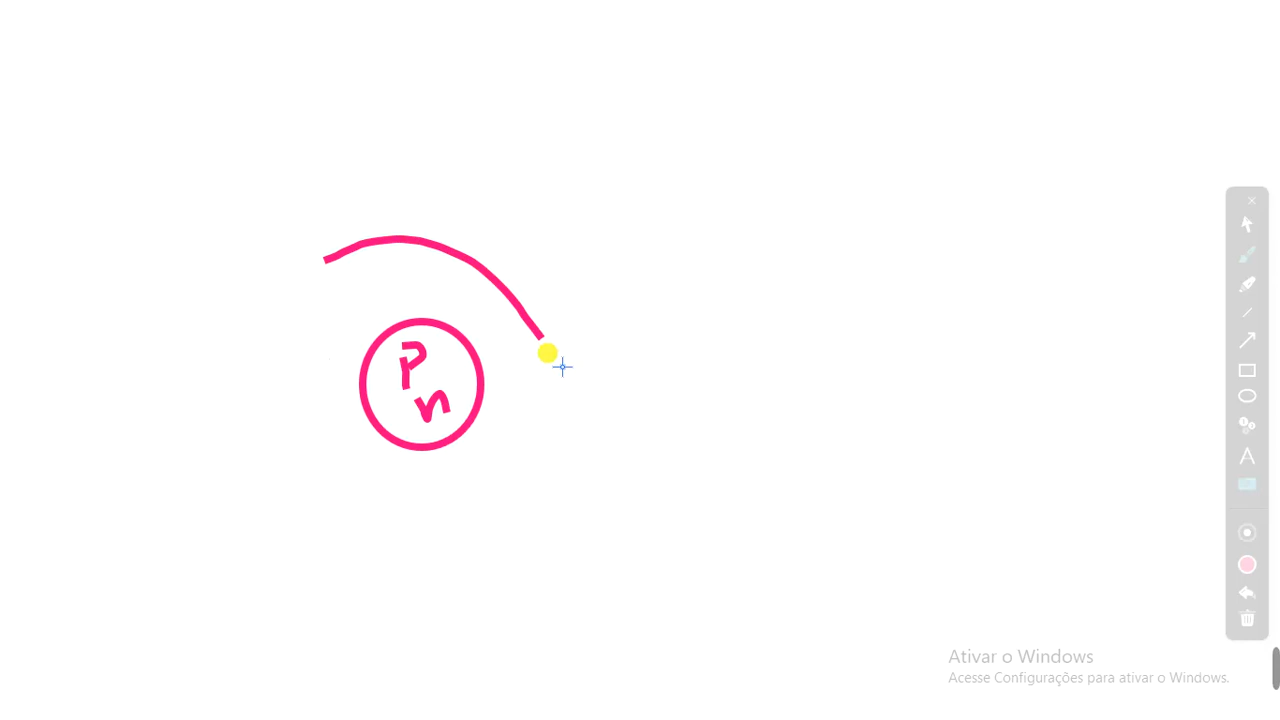 P
n
Ativar o Windows
Acesse Configurações para ativar o Windows.